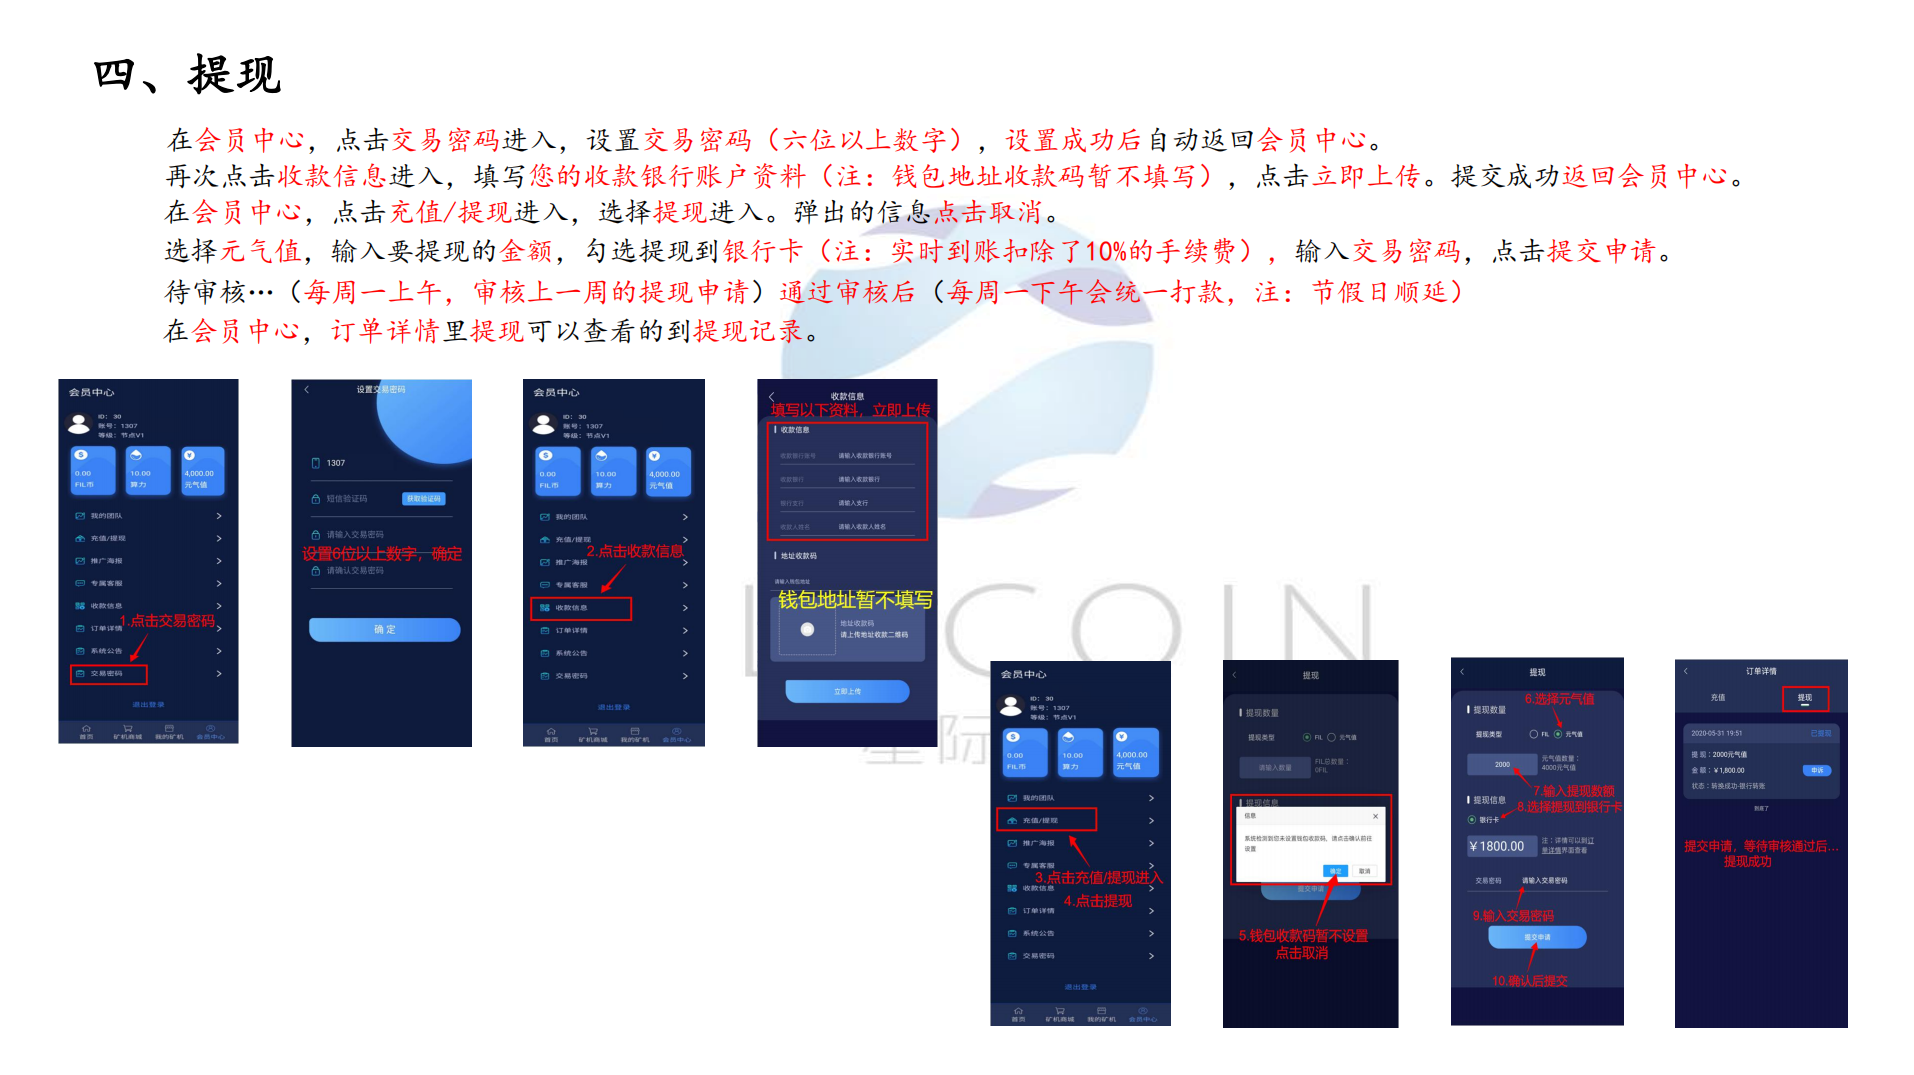 四、提现
在会员中心，点击交易密码进入，设置交易密码（六位以上数字），设置成功后自动返回会员中心。
再次点击收款信息进入，填写您的收款银行账户资料（注：钱包地址收款码暂不填写），点击立即上传。提交成功返回会员中心。
在会员中心，点击充值/提现进入，选择提现进入。弹出的信息点击取消。
选择元气值，输入要提现的金额，勾选提现到银行卡（注：实时到账扣除了10%的手续费），输入交易密码，点击提交申请。
待审核…（每周一上午，审核上一周的提现申请）通过审核后（每周一下午会统一打款，注：节假日顺延）
在会员中心，订单详情里提现可以查看的到提现记录。
会员中心
ID: 30
账号: 1307
等级: 节点V1
0.00
FIL币
10.00
算力
4,000.00
元气值
我的团队
充值/提现
推广海报
专属客服
收款信息
订单详情
系统公告
交易密码
1.点击交易密码
退出登录
首页
矿机商城
我的矿机
会员中心
设置交易密码
1307
短信验证码
获取验证码
请输入交易密码
设置6位以上数字，确定
请确认交易密码
确定
会员中心
ID: 30
账号: 1307
等级: 节点V1
0.00
FIL币
10.00
算力
4,000.00
元气值
我的团队
充值/提现
2.点击收款信息
推广海报
专属客服
收款信息
订单详情
系统公告
交易密码
退出登录
首页
矿机商城
我的矿机
会员中心
收款信息
填写以下资料，立即上传
收款信息
收款银行账号
请输入收款银行账号
收款银行
请输入收款银行
银行支行
请输入支行
收款人姓名
请输入收款人姓名
地址收款码
请输入钱包地址
钱包地址暂不填写
地址收款码
请上传地址收款二维码
立即上传
COIN
星际
会员中心
ID: 30
账号: 1307
等级: 节点V1
0.00
FIL币
10.00
算力
4,000.00
元气值
我的团队
充值/提现
推广海报
专属客服
3.点击充值/提现进入
收款信息
4.点击提现
订单详情
系统公告
交易密码
退出登录
首页
矿机商城
我的矿机
会员中心
提现
提现数量
提现类型
FIL
元气值
请输入数量
FIL总数量：
0FIL
提现信息
信息
系统检测到您未设置钱包收款码，请点击确认前往
设置
确定
取消
提交申请
5.钱包收款码暂不设置
点击取消
提现
6.选择元气值
提现数量
提现类型
FIL
元气值
2000
元气值数量：
4000元气值
7.输入提现数额
提现信息
8.选择提现到银行卡
银行卡
￥1800.00
注：详情可以到订
单详情界面查看
交易密码
请输入交易密码
9.输入交易密码
提交申请
10.确认后提交
订单详情
充值
提现
2020-05-31 19:51
已提现
提现：2000元气值
金额：￥1,800.00
申诉
状态：转换成功-银行转账
到底了
提交申请，等待审核通过后...
提现成功